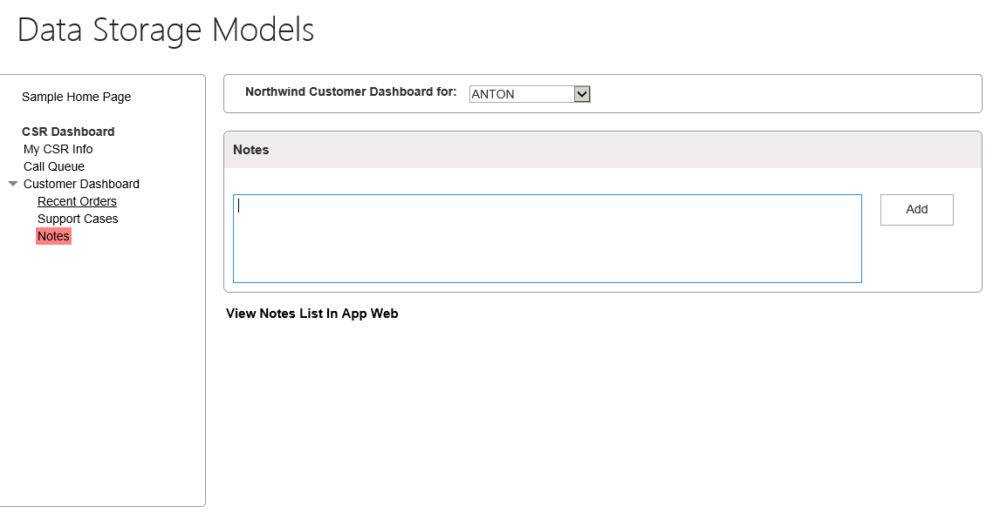 Data Storage Models
Sample Home Page
CSR Dashboard
My CSR Info
Call Queue
Customer Dashboard
Recent Orders
Support Cases
Notes
Northwind Customer Dashboard for: ANTON
Notes
Add
View Notes List In App Web